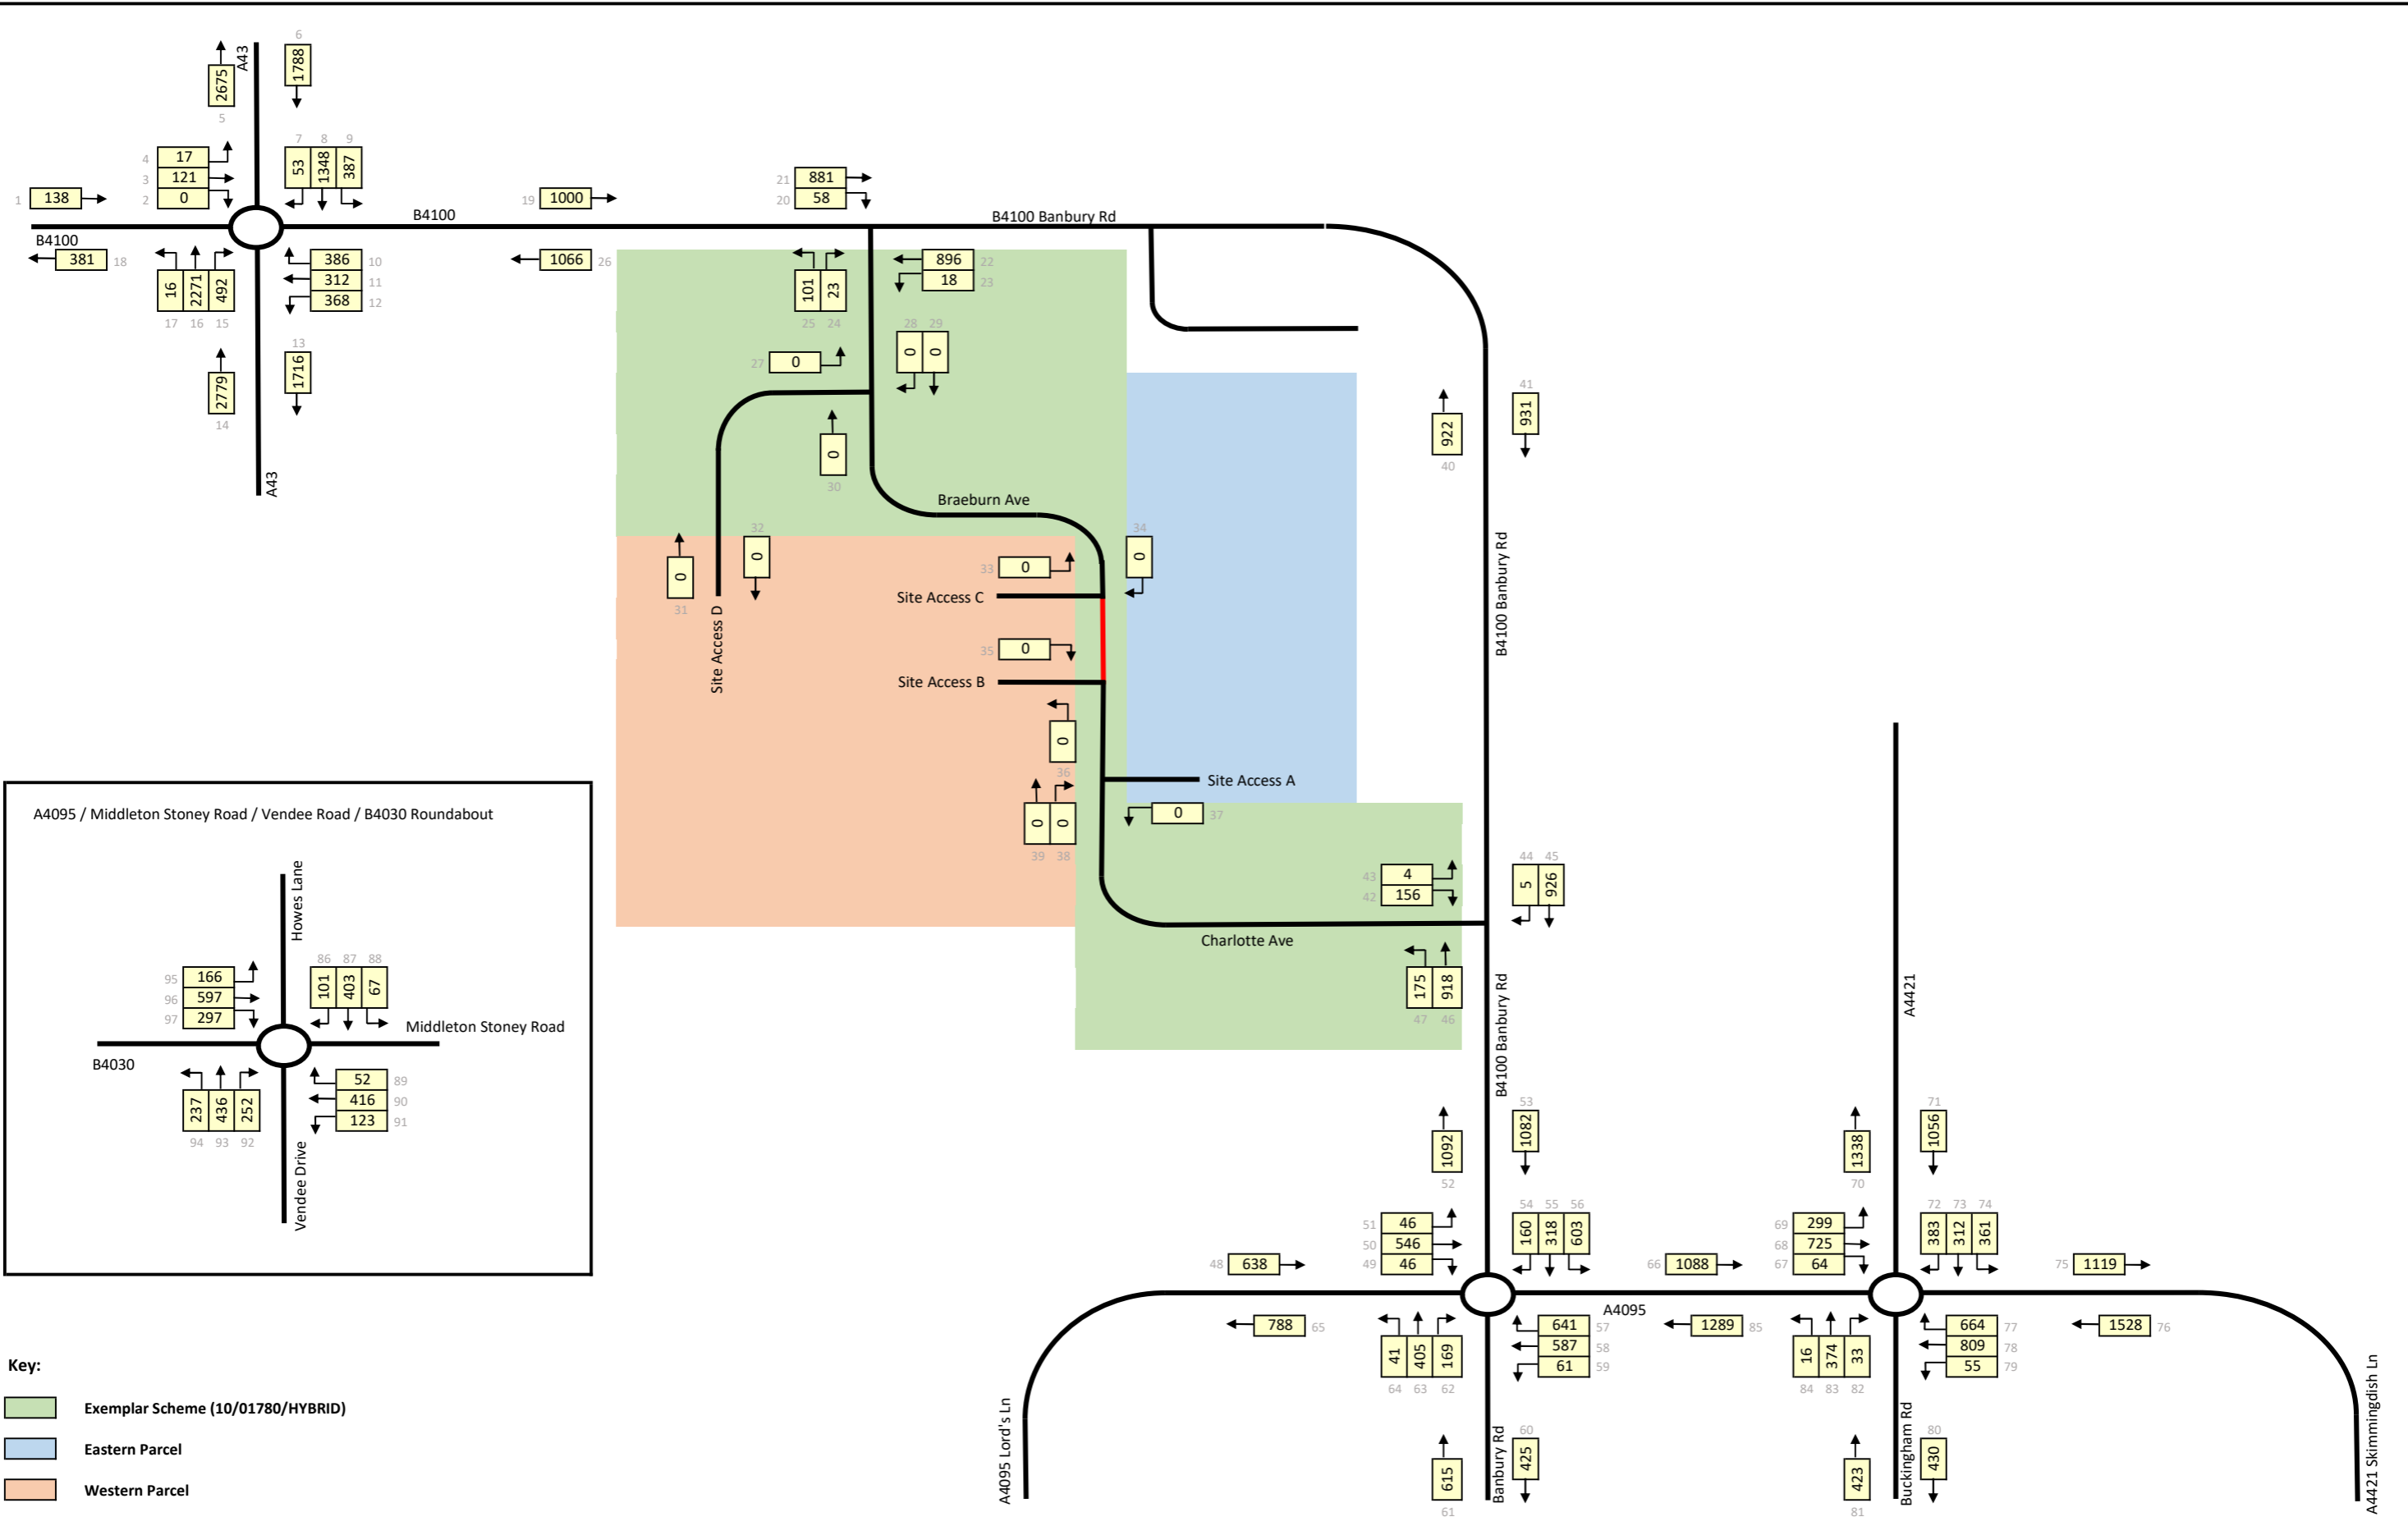 6
1788
A43
2675
5
7 8 9
53 1348 387
4 17
3 121
2 0
1 138
B4100
B4100
381 18
386 10
312 11
368 12
16 2271 492
17 16 15
13
1716
2779
14
A43
19 1000
1066 26
21 881
20 58
B4100 Banbury Rd
896 22
18 23
101 23
25 24
28 29
0 0
27 0
0
30
Braeburn Ave
32
0
0
31
33 0
34
0
Site Access C
Site Access D
35 0
Site Access B
0
36
Site Access A
0 37
0 0
39 38
41
931
922
40
B4100 Banbury Rd
44 45
5 926
43 4
42 156
Charlotte Ave
175 918
47 46
B4100 Banbury Rd
A4421
A4095 / Middleton Stoney Road / Vendee Road / B4030 Roundabout
Howes Lane
86 87 88
101 403 67
95 166
96 597
97 297
Middleton Stoney Road
B4030
52 89
416 90
123 91
237 436 252
94 93 92
Vendee Drive
53
1082
1092
52
71
1056
1338
70
54 55 56
160 318 603
51 46
50 546
49 46
48 638
72 73 74
383 312 361
69 299
68 725
67 64
66 1088
75 1119
A4095
788 65
641 57
587 58
61 59
41 405 169
64 63 62
1289 85
664 77
809 78
55 79
16 374 33
84 83 82
1528 76
A4095 Lord's Ln
60
425
615
61
Banbury Rd
80
430
423
81
Buckingham Rd
A4421 Skimmingdish Ln
Key:
Exemplar Scheme (10/01780/HYBRID)
Eastern Parcel
Western Parcel